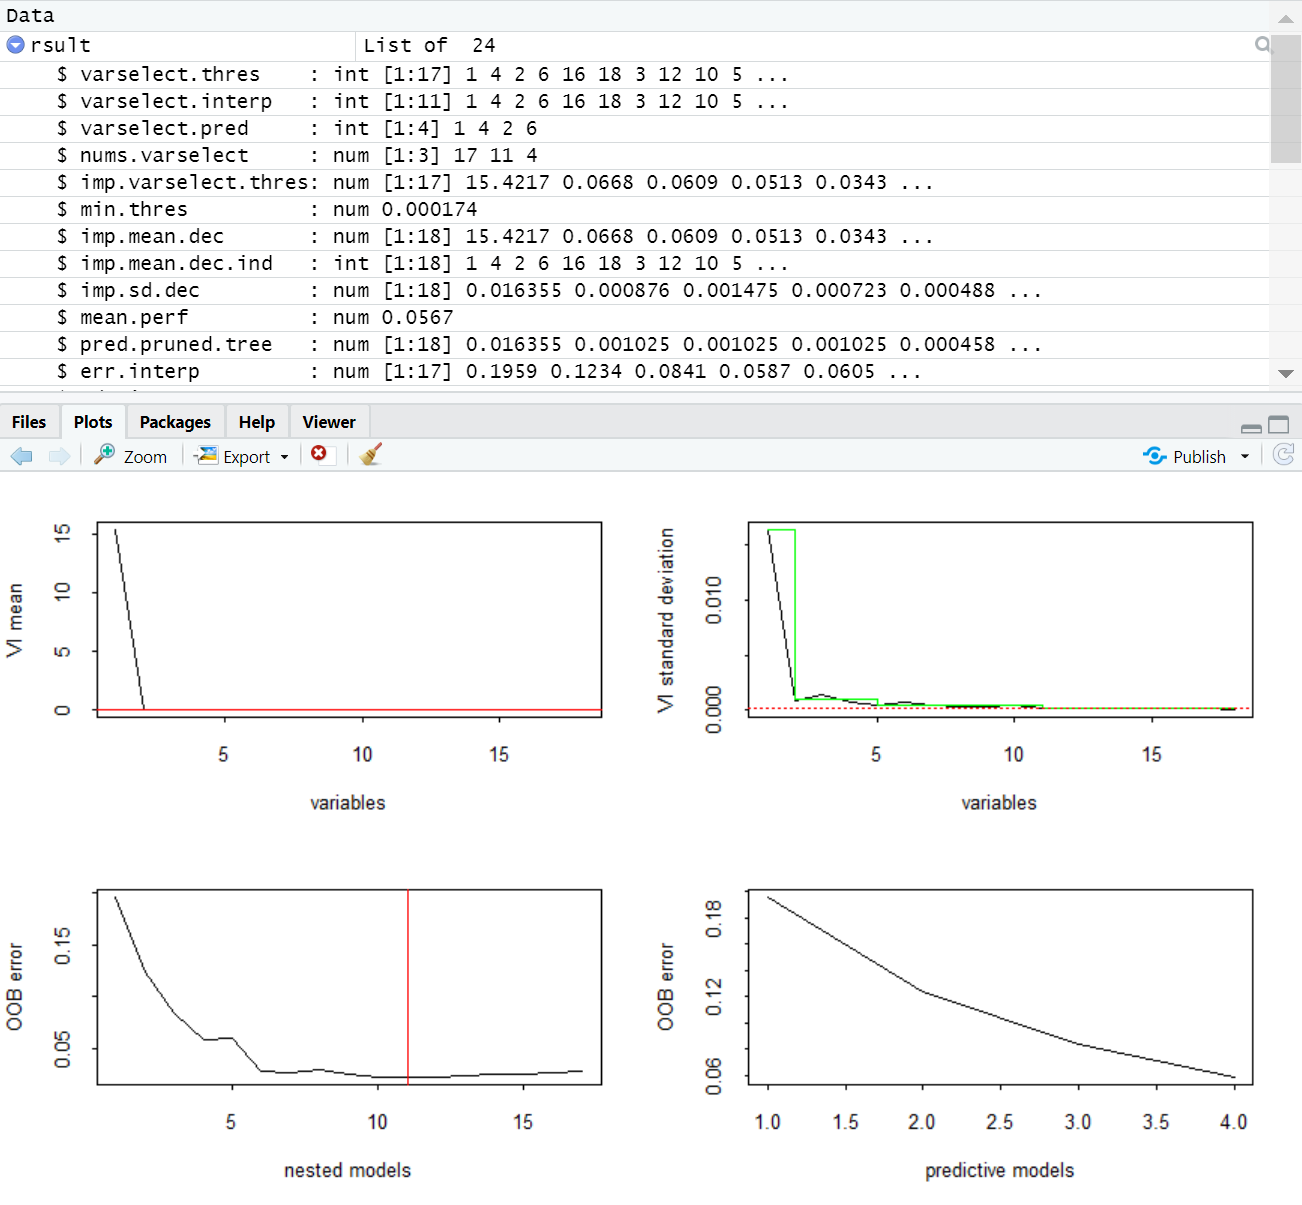 Data
rsult List of  24
$ varselect.thres : int [1:17] 1 4 2 6 16 18 3 12 10 5 ...
$ varselect.interp : int [1:11] 1 4 2 6 16 18 3 12 10 5 ...
$ varselect.pred : int [1:4] 1 4 2 6
$ nums.varselect : num [1:3] 17 11 4
$ imp.varselect.thres: num [1:17] 15.4217 0.0668 0.0609 0.0513 0.0343 ...
$ min.thres : num 0.000174
$ imp.mean.dec : num [1:18] 15.4217 0.0668 0.0609 0.0513 0.0343 ...
$ imp.mean.dec.ind : int [1:18] 1 4 2 6 16 18 3 12 10 5 ...
$ imp.sd.dec : num [1:18] 0.016355 0.000876 0.001475 0.000723 0.000488 ...
$ mean.perf : num 0.0567
$ pred.pruned.tree : num [1:18] 0.016355 0.001025 0.001025 0.001025 0.000458 ...
$ err.interp : num [1:17] 0.1959 0.1234 0.0841 0.0587 0.0605 ...
Files Plots Packages Help Viewer
Zoom Export Publish
VI mean
0 5 10 15
5 10 15
variables
VI standard deviation
0.000 0.010
5 10 15
variables
OOB error
0.05 0.15
5 10 15
nested models
OOB error
0.06 0.12 0.18
1.0 1.5 2.0 2.5 3.0 3.5 4.0
predictive models